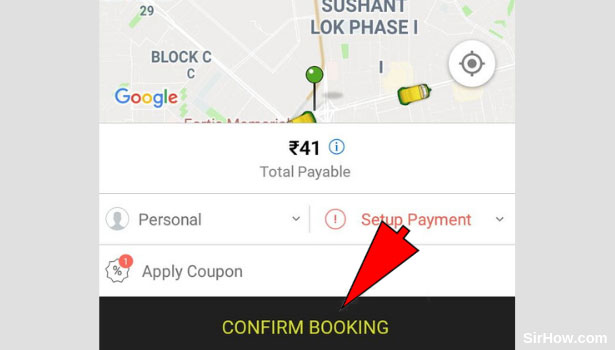 29
SUSHANT
LOK PHASE I
BLOCK C
C
I
Google
Fortis Memorial
₹41 i
Total Payable
Personal
! Setup Payment
% 1 Apply Coupon
CONFIRM BOOKING
SirHow.com